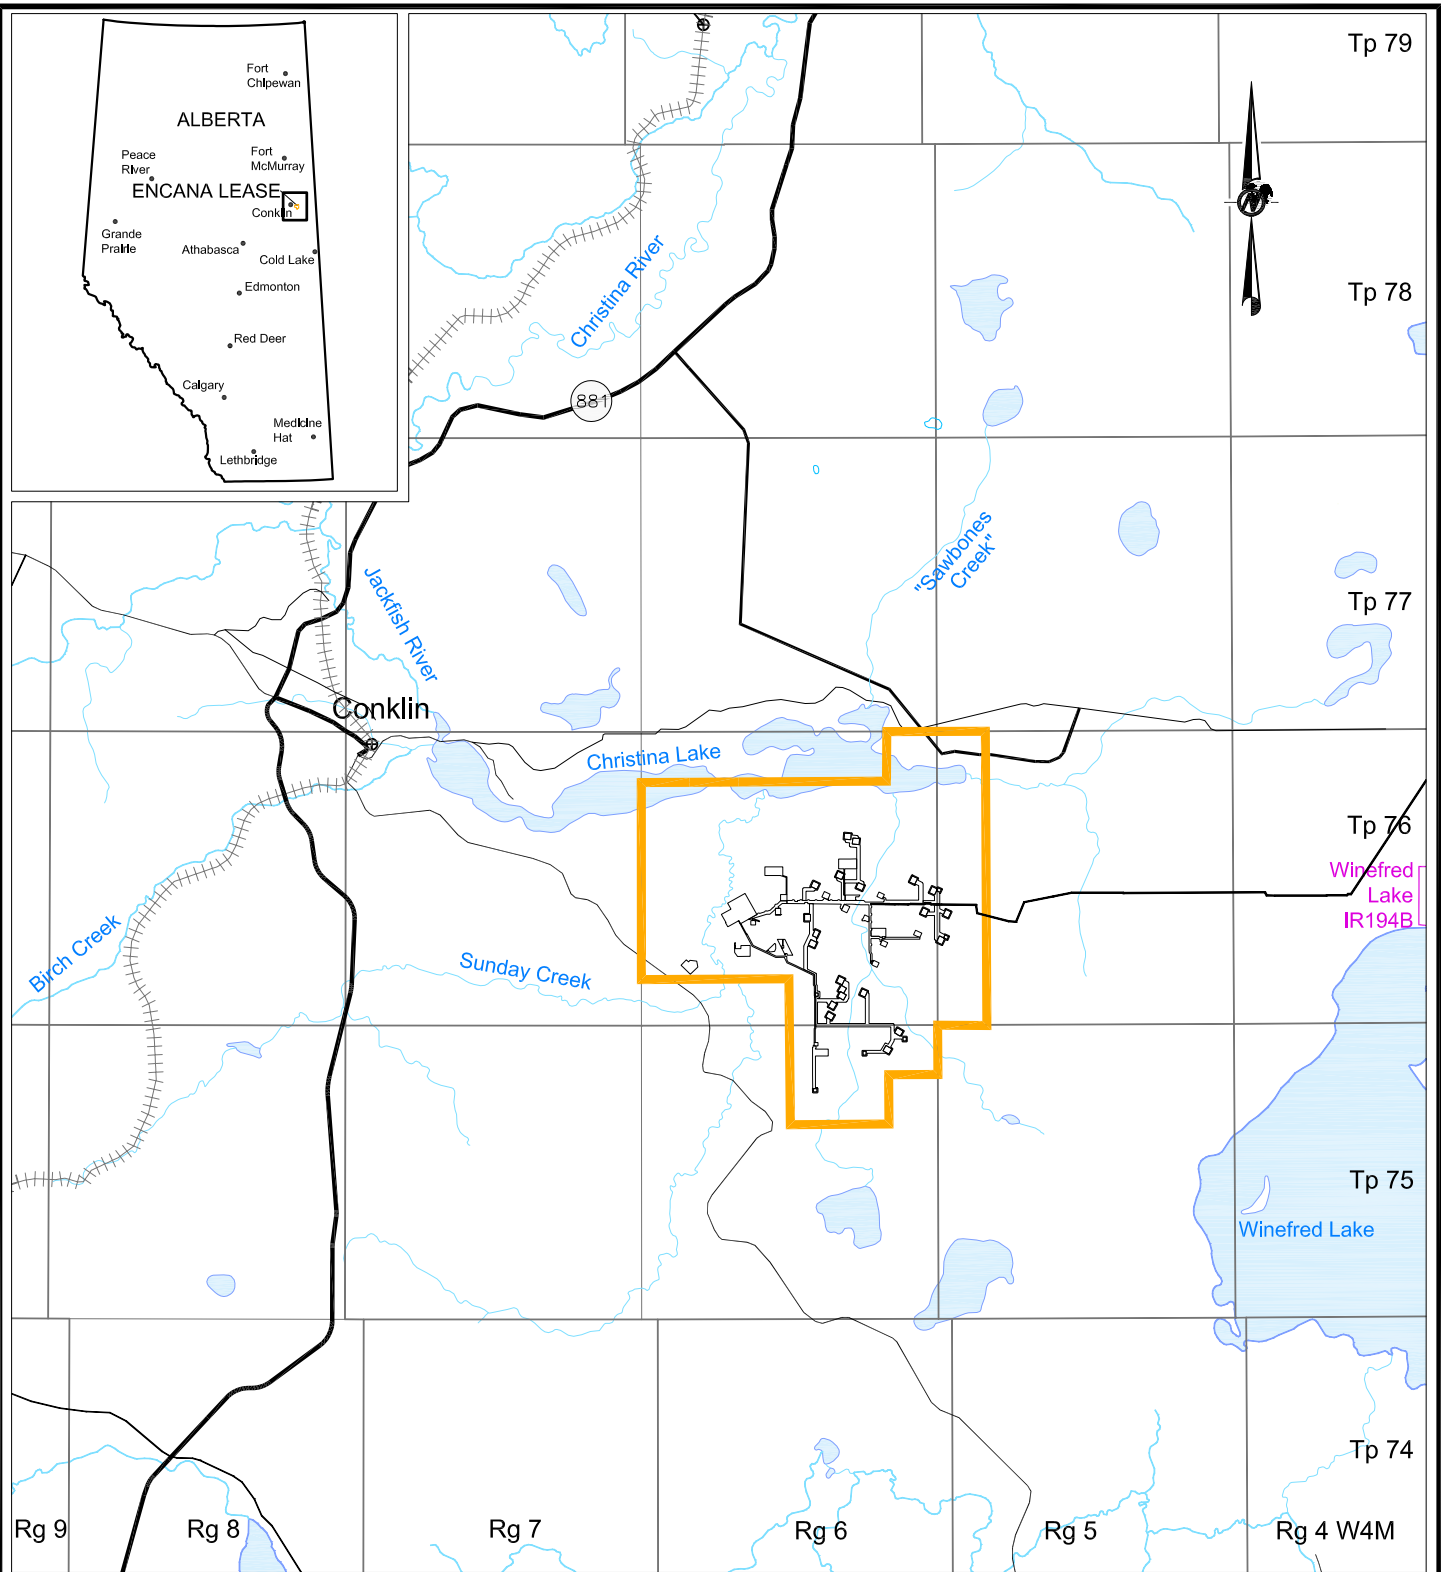 Tp 79
Fort
Chipewan
ALBERTA
Peace
River
Fort
McMurray
ENCANA LEASE
Conklin
Grande
Prairie
Athabasca
Cold Lake
Edmonton
Red Deer
Calgary
Medicine
Hat
Lethbridge
Christina River
Tp 78
881
"Sawbones
Creek"
Jackfish River
Tp 77
Conklin
Christina Lake
Tp 76
Winefred
Lake
IR194B
Birch Creek
Sunday Creek
Tp 75
Winefred Lake
Tp 74
Rg 9
Rg 8
Rg 7
Rg 6
Rg 5
Rg 4 W4M